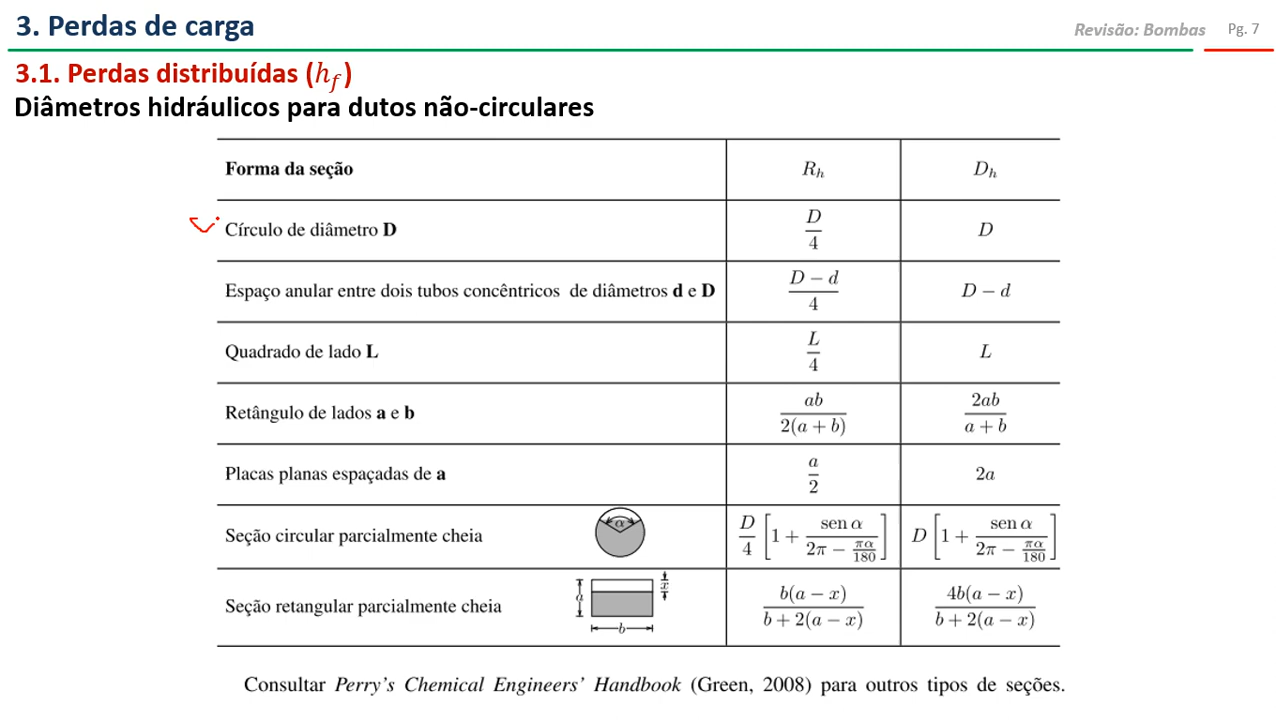 3. Perdas de carga
Revisão: Bombas Pg. 7
3.1. Perdas distribuídas (h_f)
Diâmetros hidráulicos para dutos não-circulares
Forma da seção R_h D_h
Círculo de diâmetro D D/4 D
Espaço anular entre dois tubos concêntricos de diâmetros d e D (D − d)/4 D − d
Quadrado de lado L L/4 L
Retângulo de lados a e b ab/2(a + b) 2ab/a + b
Placas planas espaçadas de a a/2 2a
Seção circular parcialmente cheia α D/4 [1 + sen α/(2π − πα/180)] D [1 + sen α/(2π − πα/180)]
Seção retangular parcialmente cheia a x b b(a − x)/b + 2(a − x) 4b(a − x)/b + 2(a − x)
Consultar Perry's Chemical Engineers' Handbook (Green, 2008) para outros tipos de seções.